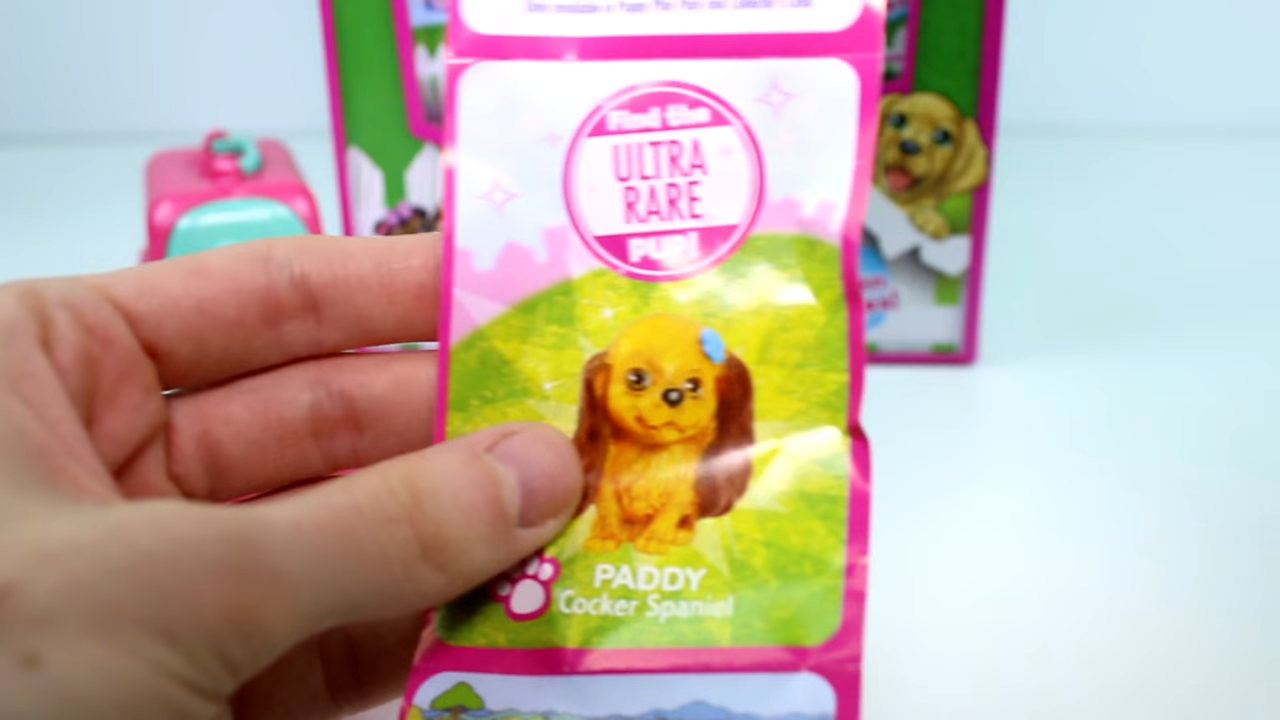 Find the
ULTRA
RARE
PUP!
PADDY
Cocker Spaniel